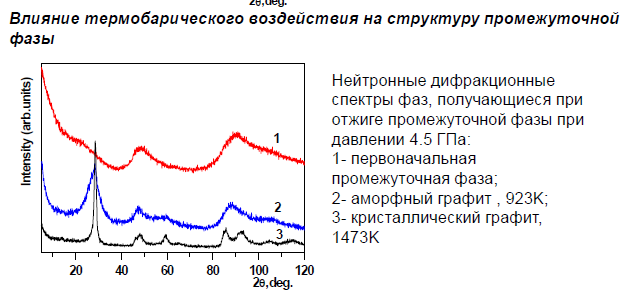 2θ,deg.
Влияние термобарического воздействия на структуру промежуточной
фазы
Intensity (arb.units)
1
2
3
20 40 60 80 100 120
2θ,deg.
Нейтронные дифракционные
спектры фаз, получающиеся при
отжиге промежуточной фазы при
давлении 4.5 ГПа:
1- первоначальная
промежуточная фаза;
2- аморфный графит , 923K;
3- кристаллический графит,
1473K